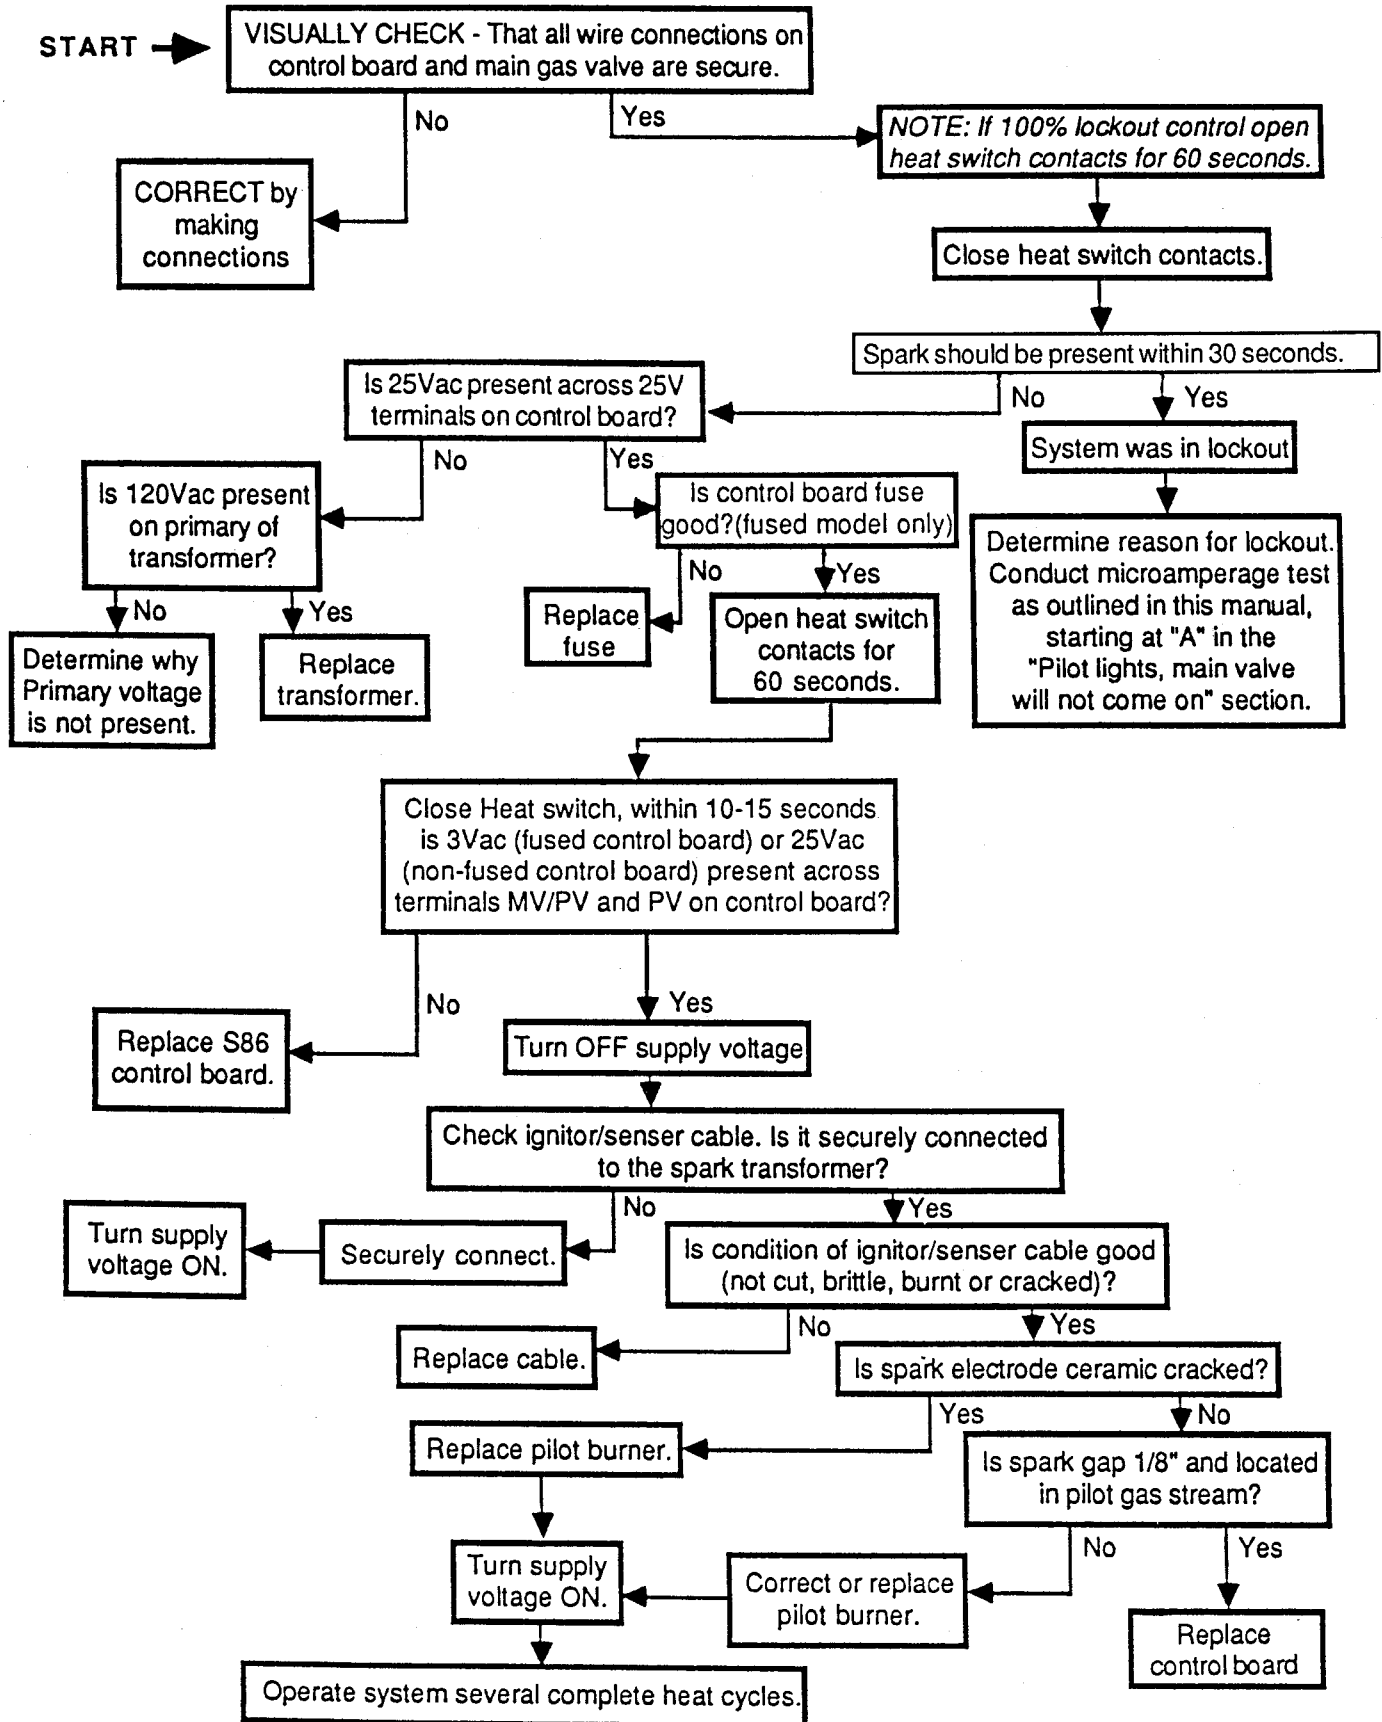 START
VISUALLY CHECK - That all wire connections on
control board and main gas valve are secure.
No
Yes
NOTE: If 100% lockout control open
heat switch contacts for 60 seconds.
CORRECT by
making
connections
Close heat switch contacts.
Spark should be present within 30 seconds.
No
Yes
Is 25Vac present across 25V
terminals on control board?
No
Yes
System was in lockout
Is 120Vac present
on primary of
transformer?
Is control board fuse
good?(fused model only)
Determine reason for lockout.
Conduct microamperage test
as outlined in this manual,
starting at "A" in the
"Pilot lights, main valve
will not come on" section.
No
Yes
No
Yes
Replace
fuse
Open heat switch
contacts for
60 seconds.
Determine why
Primary voltage
is not present.
Replace
transformer.
Close Heat switch, within 10-15 seconds
is 3Vac (fused control board) or 25Vac
(non-fused control board) present across
terminals MV/PV and PV on control board?
No
Yes
Replace S86
control board.
Turn OFF supply voltage
Check ignitor/senser cable. Is it securely connected
to the spark transformer?
No
Yes
Turn supply
voltage ON.
Securely connect.
Is condition of ignitor/senser cable good
(not cut, brittle, burnt or cracked)?
No
Yes
Replace cable.
Is spark electrode ceramic cracked?
Yes
No
Replace pilot burner.
Is spark gap 1/8" and located
in pilot gas stream?
No
Yes
Turn supply
voltage ON.
Correct or replace
pilot burner.
Replace
control board
Operate system several complete heat cycles.